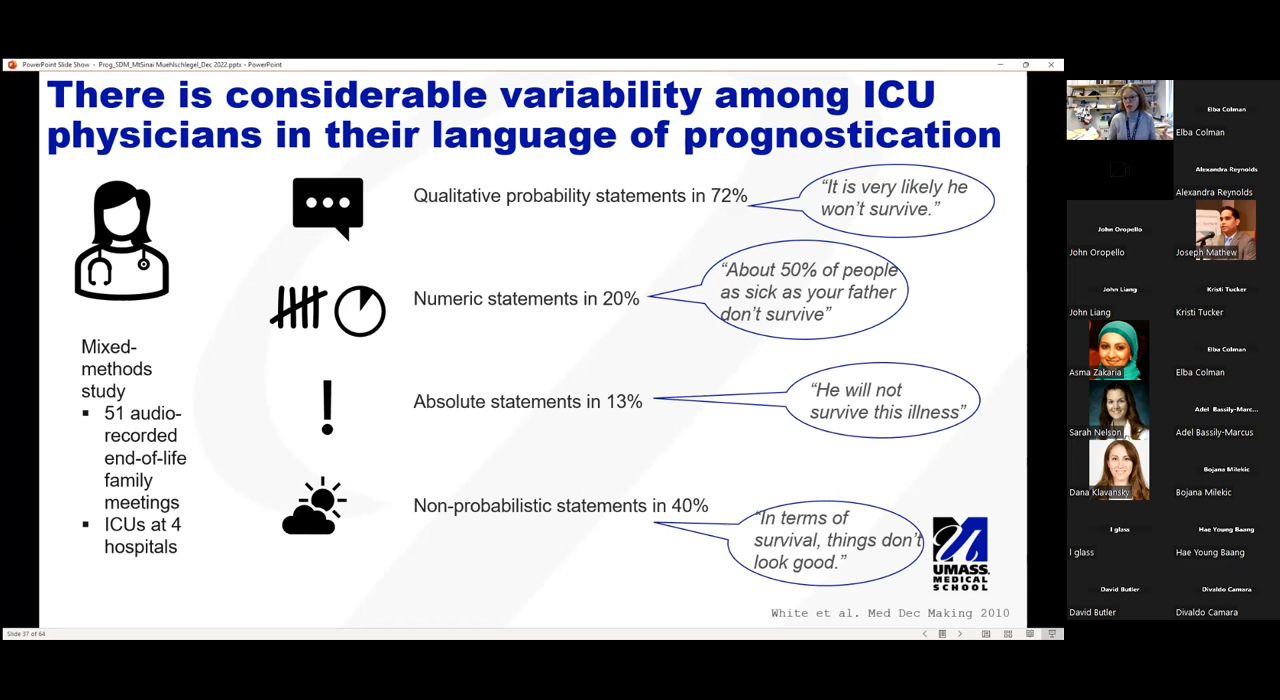 PowerPoint Slide Show - Prog_SDM_MtSinai Muehlschlegel_Dec 2022.pptx - PowerPoint
There is considerable variability among ICU
physicians in their language of prognostication
Mixed-
methods
study
▪ 51 audio-
recorded
end-of-life
family
meetings
▪ ICUs at 4
hospitals
Qualitative probability statements in 72%
“It is very likely he
won’t survive.”
Numeric statements in 20%
“About 50% of people
as sick as your father
don’t survive”
Absolute statements in 13%
“He will not
survive this illness”
Non-probabilistic statements in 40%
“In terms of
survival, things don’t
look good.”
UMASS
MEDICAL
SCHOOL
White et al. Med Dec Making 2010
Slide 37 of 64
Elba Colman
Elba Colman
Alexandra Reynolds
Alexandra Reynolds
John Oropello
John Oropello
Joseph Mathew
John Liang
John Liang
Kristi Tucker
Kristi Tucker
Asma Zakaria
Elba Colman
Elba Colman
Sarah Nelson
Adel Bassily-Marc...
Adel Bassily-Marcus
Dana Klavansky
Bojana Milekic
Bojana Milekic
l glass
l glass
Hae Young Baang
Hae Young Baang
David Butler
David Butler
Divaldo Camara
Divaldo Camara